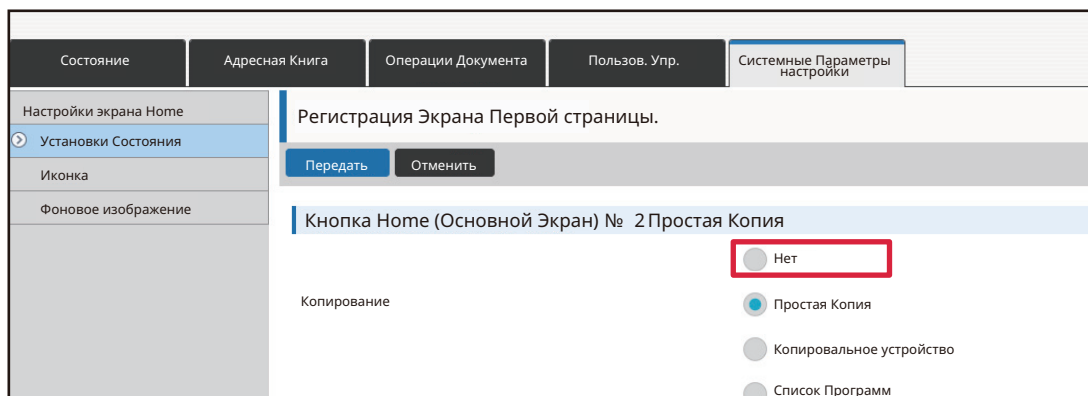 Состояние
Адресная Книга
Операции Документа
Пользов. Упр.
Системные Параметры
настройки
Настройки экрана Home
Установки Состояния
Иконка
Фоновое изображение
Регистрация Экрана Первой страницы.
Передать Отменить
Кнопка Home (Основной Экран) № 2 Простая Копия
Нет
Копирование
Простая Копия
Копировальное устройство
Список Программ